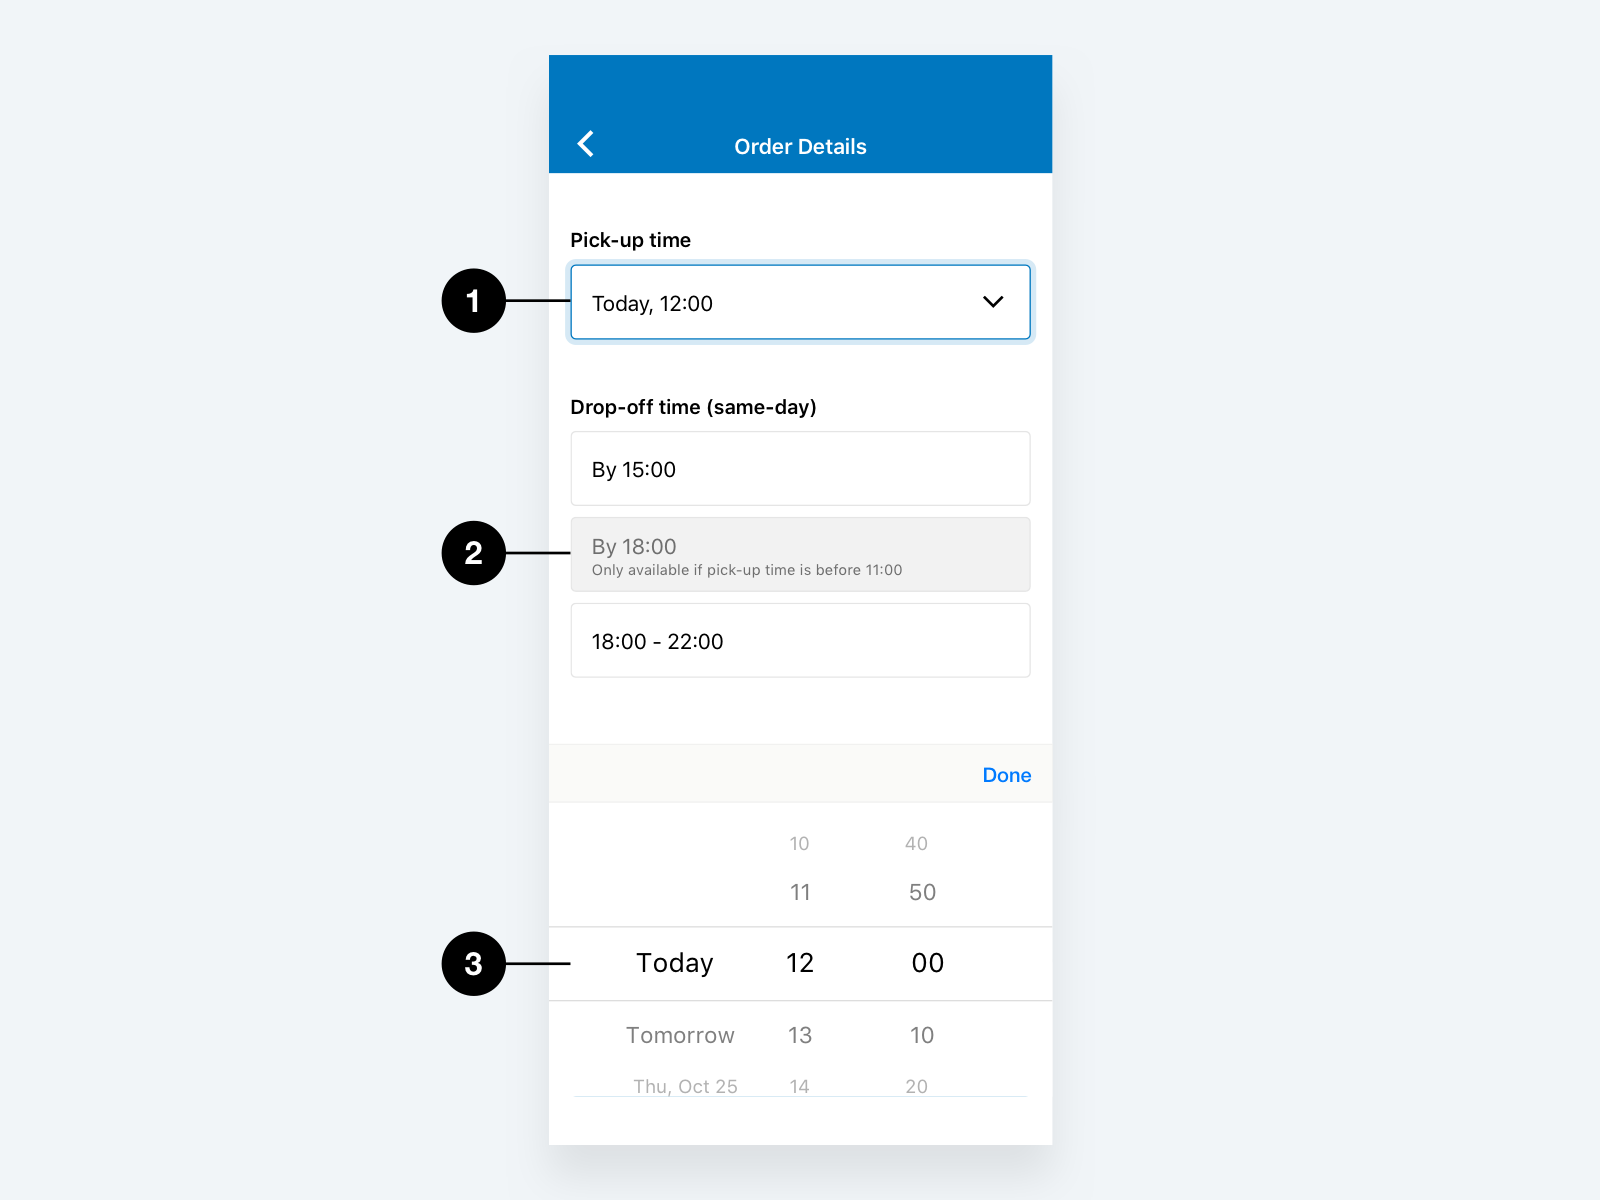 Order Details
Pick-up time
1
Today, 12:00
Drop-off time (same-day)
By 15:00
2
By 18:00
Only available if pick-up time is before 11:00
18:00 - 22:00
Done
10 40
11 50
3
Today 12 00
Tomorrow 13 10
Thu, Oct 25 14 20